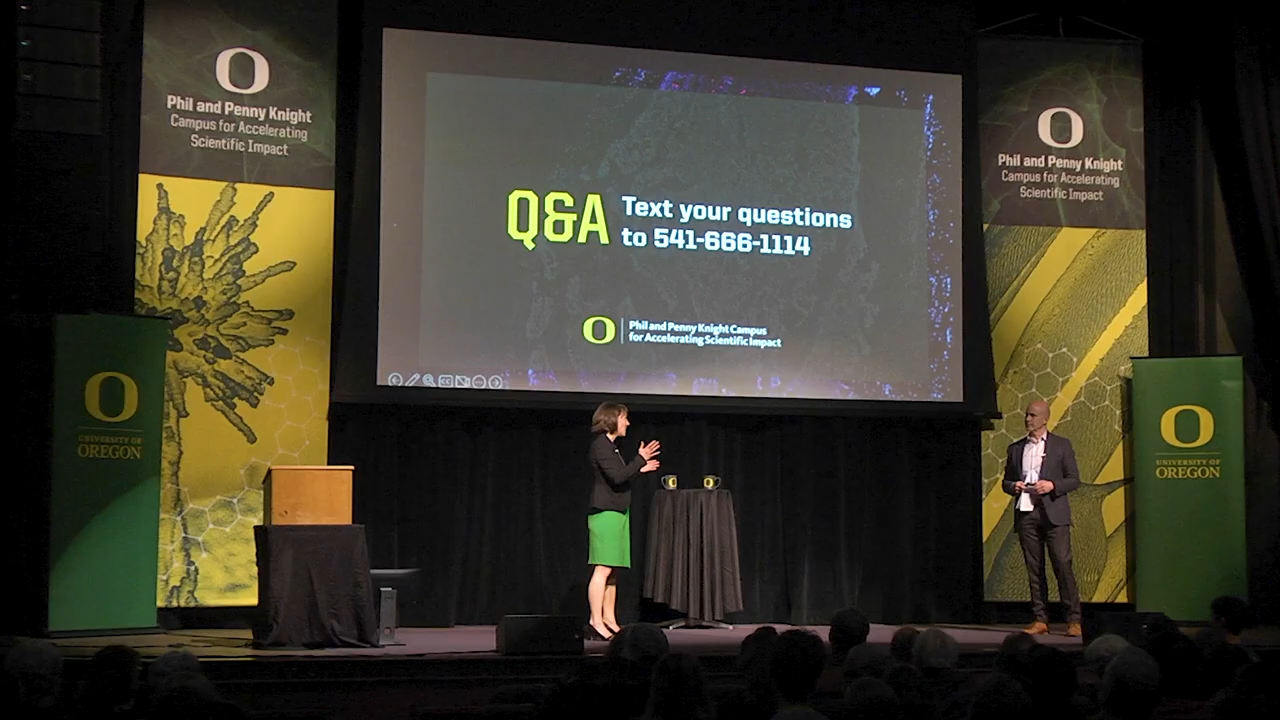 O
Phil and Penny Knight
Campus for Accelerating
Scientific Impact
O
UNIVERSITY OF
OREGON
Q&A
Text your questions
to 541-666-1114
O
Phil and Penny Knight Campus
for Accelerating Scientific Impact
CC
O
Phil and Penny Knight
Campus for Accelerating
Scientific Impact
O
UNIVERSITY OF
OREGON
O
O